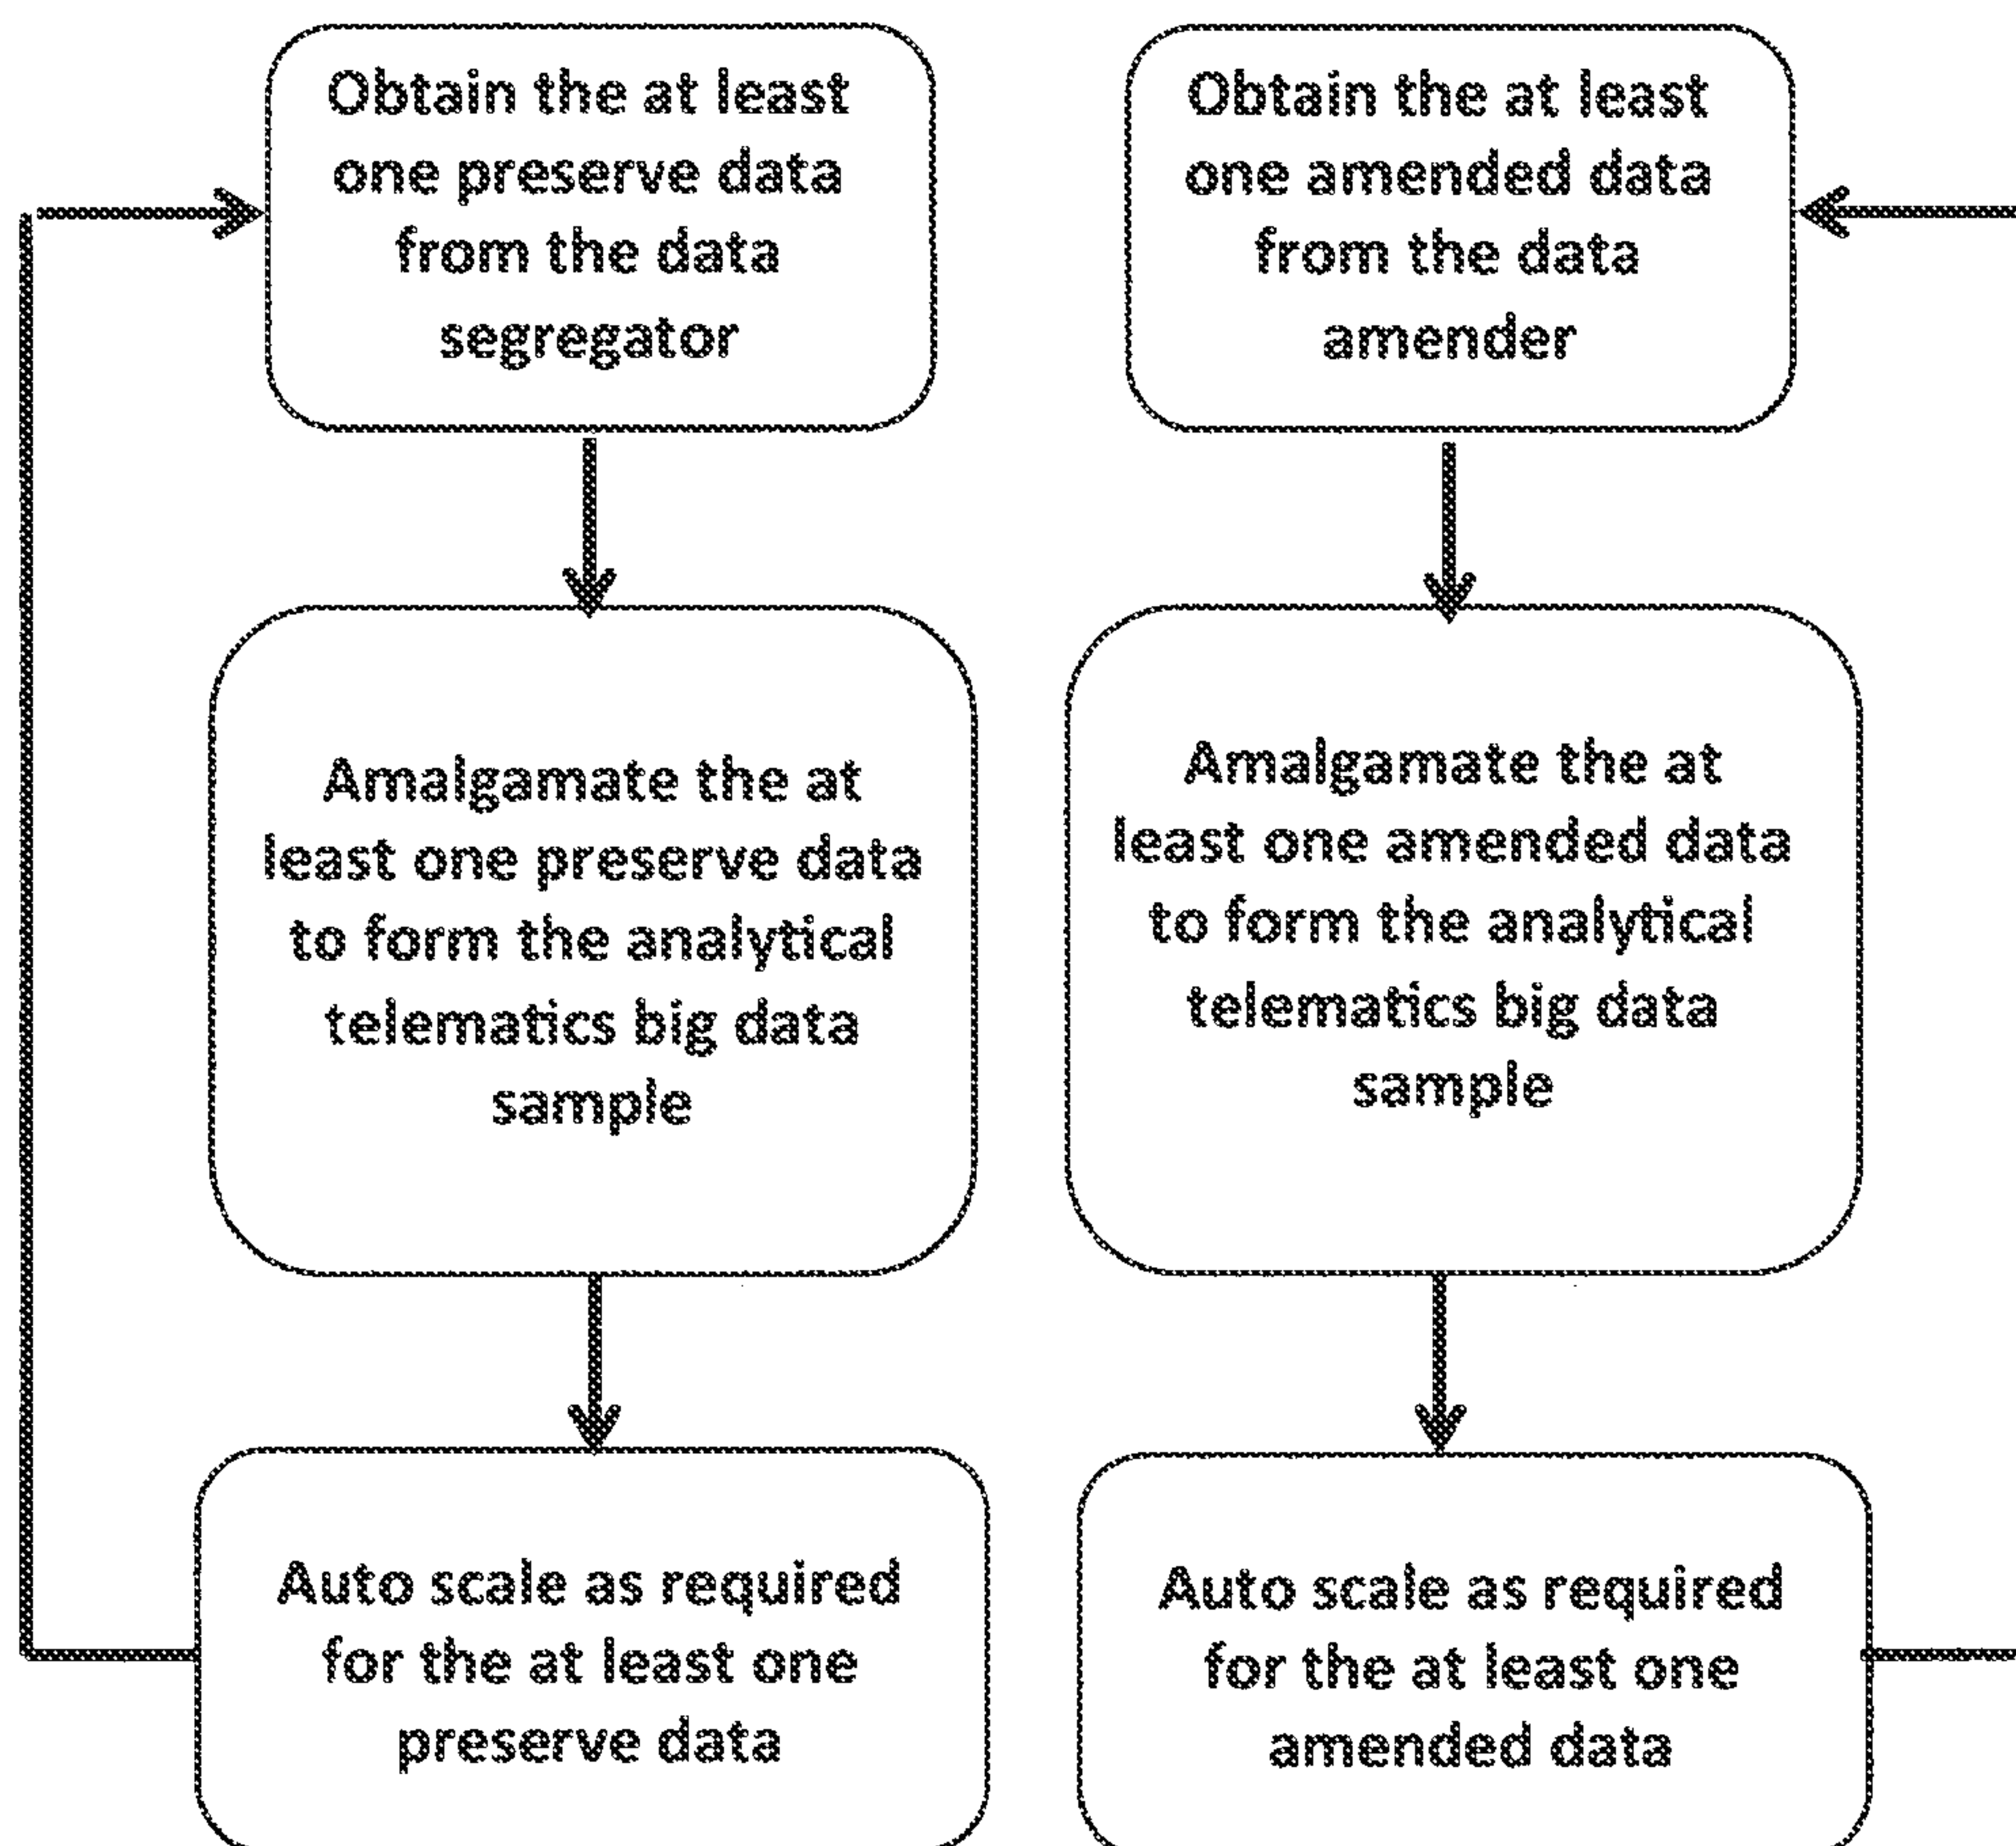 Obtain the at least
one preserve data
from the data
segregator
Obtain the at least
one amended data
from the data
amender
Amalgamate the at
least one preserve data
to form the analytical
telematics big data
sample
Amalgamate the at
least one amended data
to form the analytical
telematics big data
sample
Auto scale as required
for the at least one
preserve data
Auto scale as required
for the at least one
amended data